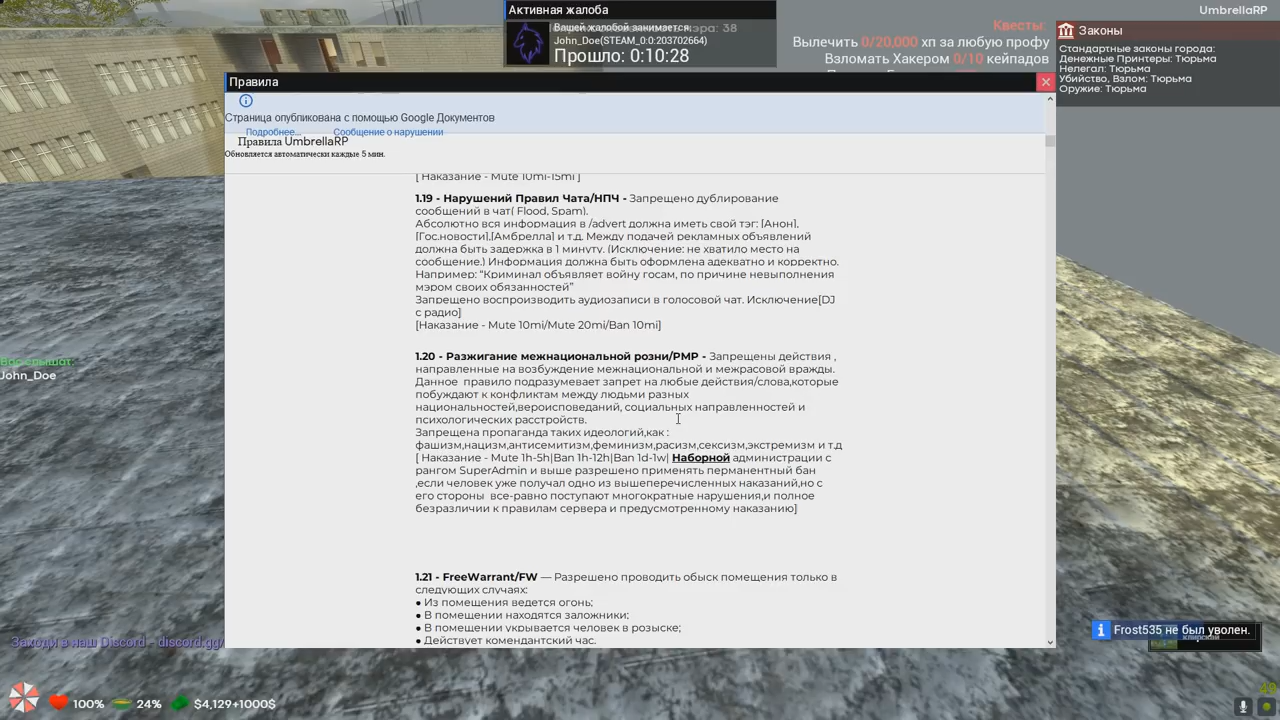 Активная жалоба
Вашей жалобой занимается:
мэра: 38
John_Doe(STEAM_0:0:203702664)
Прошло: 0:10:28
UmbrellaRP
Квесты:
Вылечить 0/20,000 хп за любую профу
Взломать Хакером 0/10 кейпадов
Законы
Стандартные законы города:
Денежные Принтеры: Тюрьма
Нелегал: Тюрьма
Убийство, Взлом: Тюрьма
Оружие: Тюрьма
Правила
Страница опубликована с помощью Google Документов
Подробнее... Сообщение о нарушении
Правила UmbrellaRP
Обновляется автоматически каждые 5 мин.
[ Наказание - Mute 10mi-15mi ]
1.19 - Нарушений Правил Чата/НПЧ - Запрещено дублирование
сообщений в чат( Flood, Spam).
Абсолютно вся информация в /advert должна иметь свой тэг: [Анон],
[Гос.новости],[Амбрелла] и т.д. Между подачей рекламных объявлений
должна быть задержка в 1 минуту. (Исключение: не хватило место на
сообщение.) Информация должна быть оформлена адекватно и корректно.
Например: “Криминал объявляет войну госам, по причине невыполнения
мэром своих обязанностей”
Запрещено воспроизводить аудиозаписи в голосовой чат. Исключение[DJ
с радио]
[Наказание - Mute 10mi/Mute 20mi/Ban 10mi]
1.20 - Разжигание межнациональной розни/РМР - Запрещены действия ,
направленные на возбуждение межнациональной и межрасовой вражды.
Данное правило подразумевает запрет на любые действия/слова,которые
побуждают к конфликтам между людьми разных
национальностей,вероисповеданий, социальных направленностей и
психологических расстройств.
Запрещена пропаганда таких идеологий,как :
фашизм,нацизм,антисемитизм,феминизм,расизм,сексизм,экстремизм и т.д
[ Наказание - Mute 1h-5h|Ban 1h-12h|Ban 1d-1w| Наборной администрации с
рангом SuperAdmin и выше разрешено применять перманентный бан
,если человек уже получал одно из вышеперечисленных наказаний,но с
его стороны все-равно поступают многократные нарушения,и полное
безразличии к правилам сервера и предусмотренному наказанию]
1.21 - FreeWarrant/FW — Разрешено проводить обыск помещения только в
следующих случаях:
● Из помещения ведется огонь;
● В помещении находятся заложники;
● В помещении укрывается человек в розыске;
● Действует комендантский час.
Вас слышат:
John_Doe
Заходи в наш Discord - discord.gg/
Frost535 не был уволен.
100% 24% $4,129+1000$
49